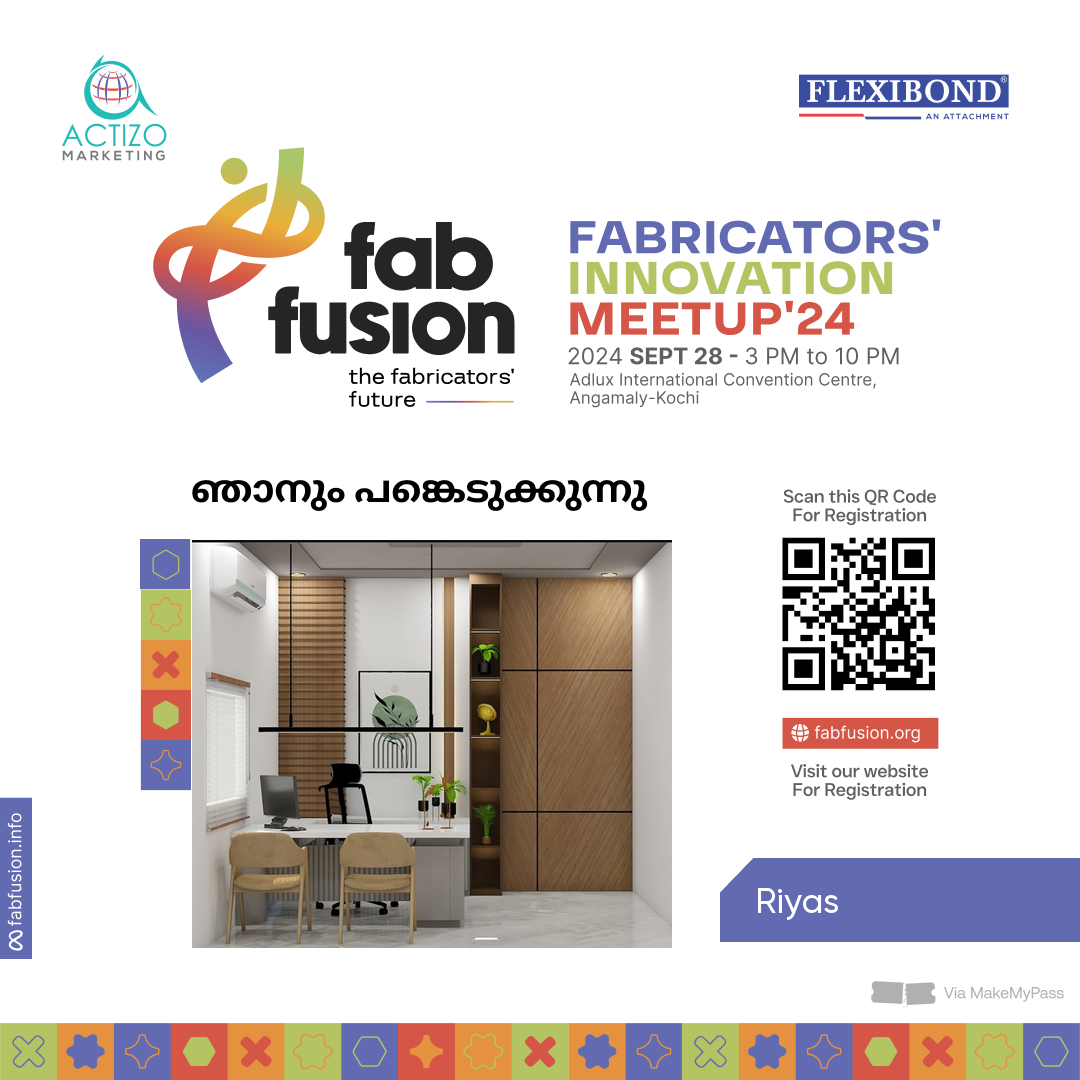 ACTIZO
MARKETING
FLEXIBOND®
AN ATTACHMENT
fab
fusion
the fabricators'
future
FABRICATORS'
INNOVATION
MEETUP'24
2024 SEPT 28 - 3 PM to 10 PM
Adlux International Convention Centre,
Angamaly-Kochi
ഞാനും പങ്കെടുക്കുന്നു
Scan this QR Code
For Registration
fabfusion.org
Visit our website
For Registration
fabfusion.info
Riyas
Via MakeMyPass